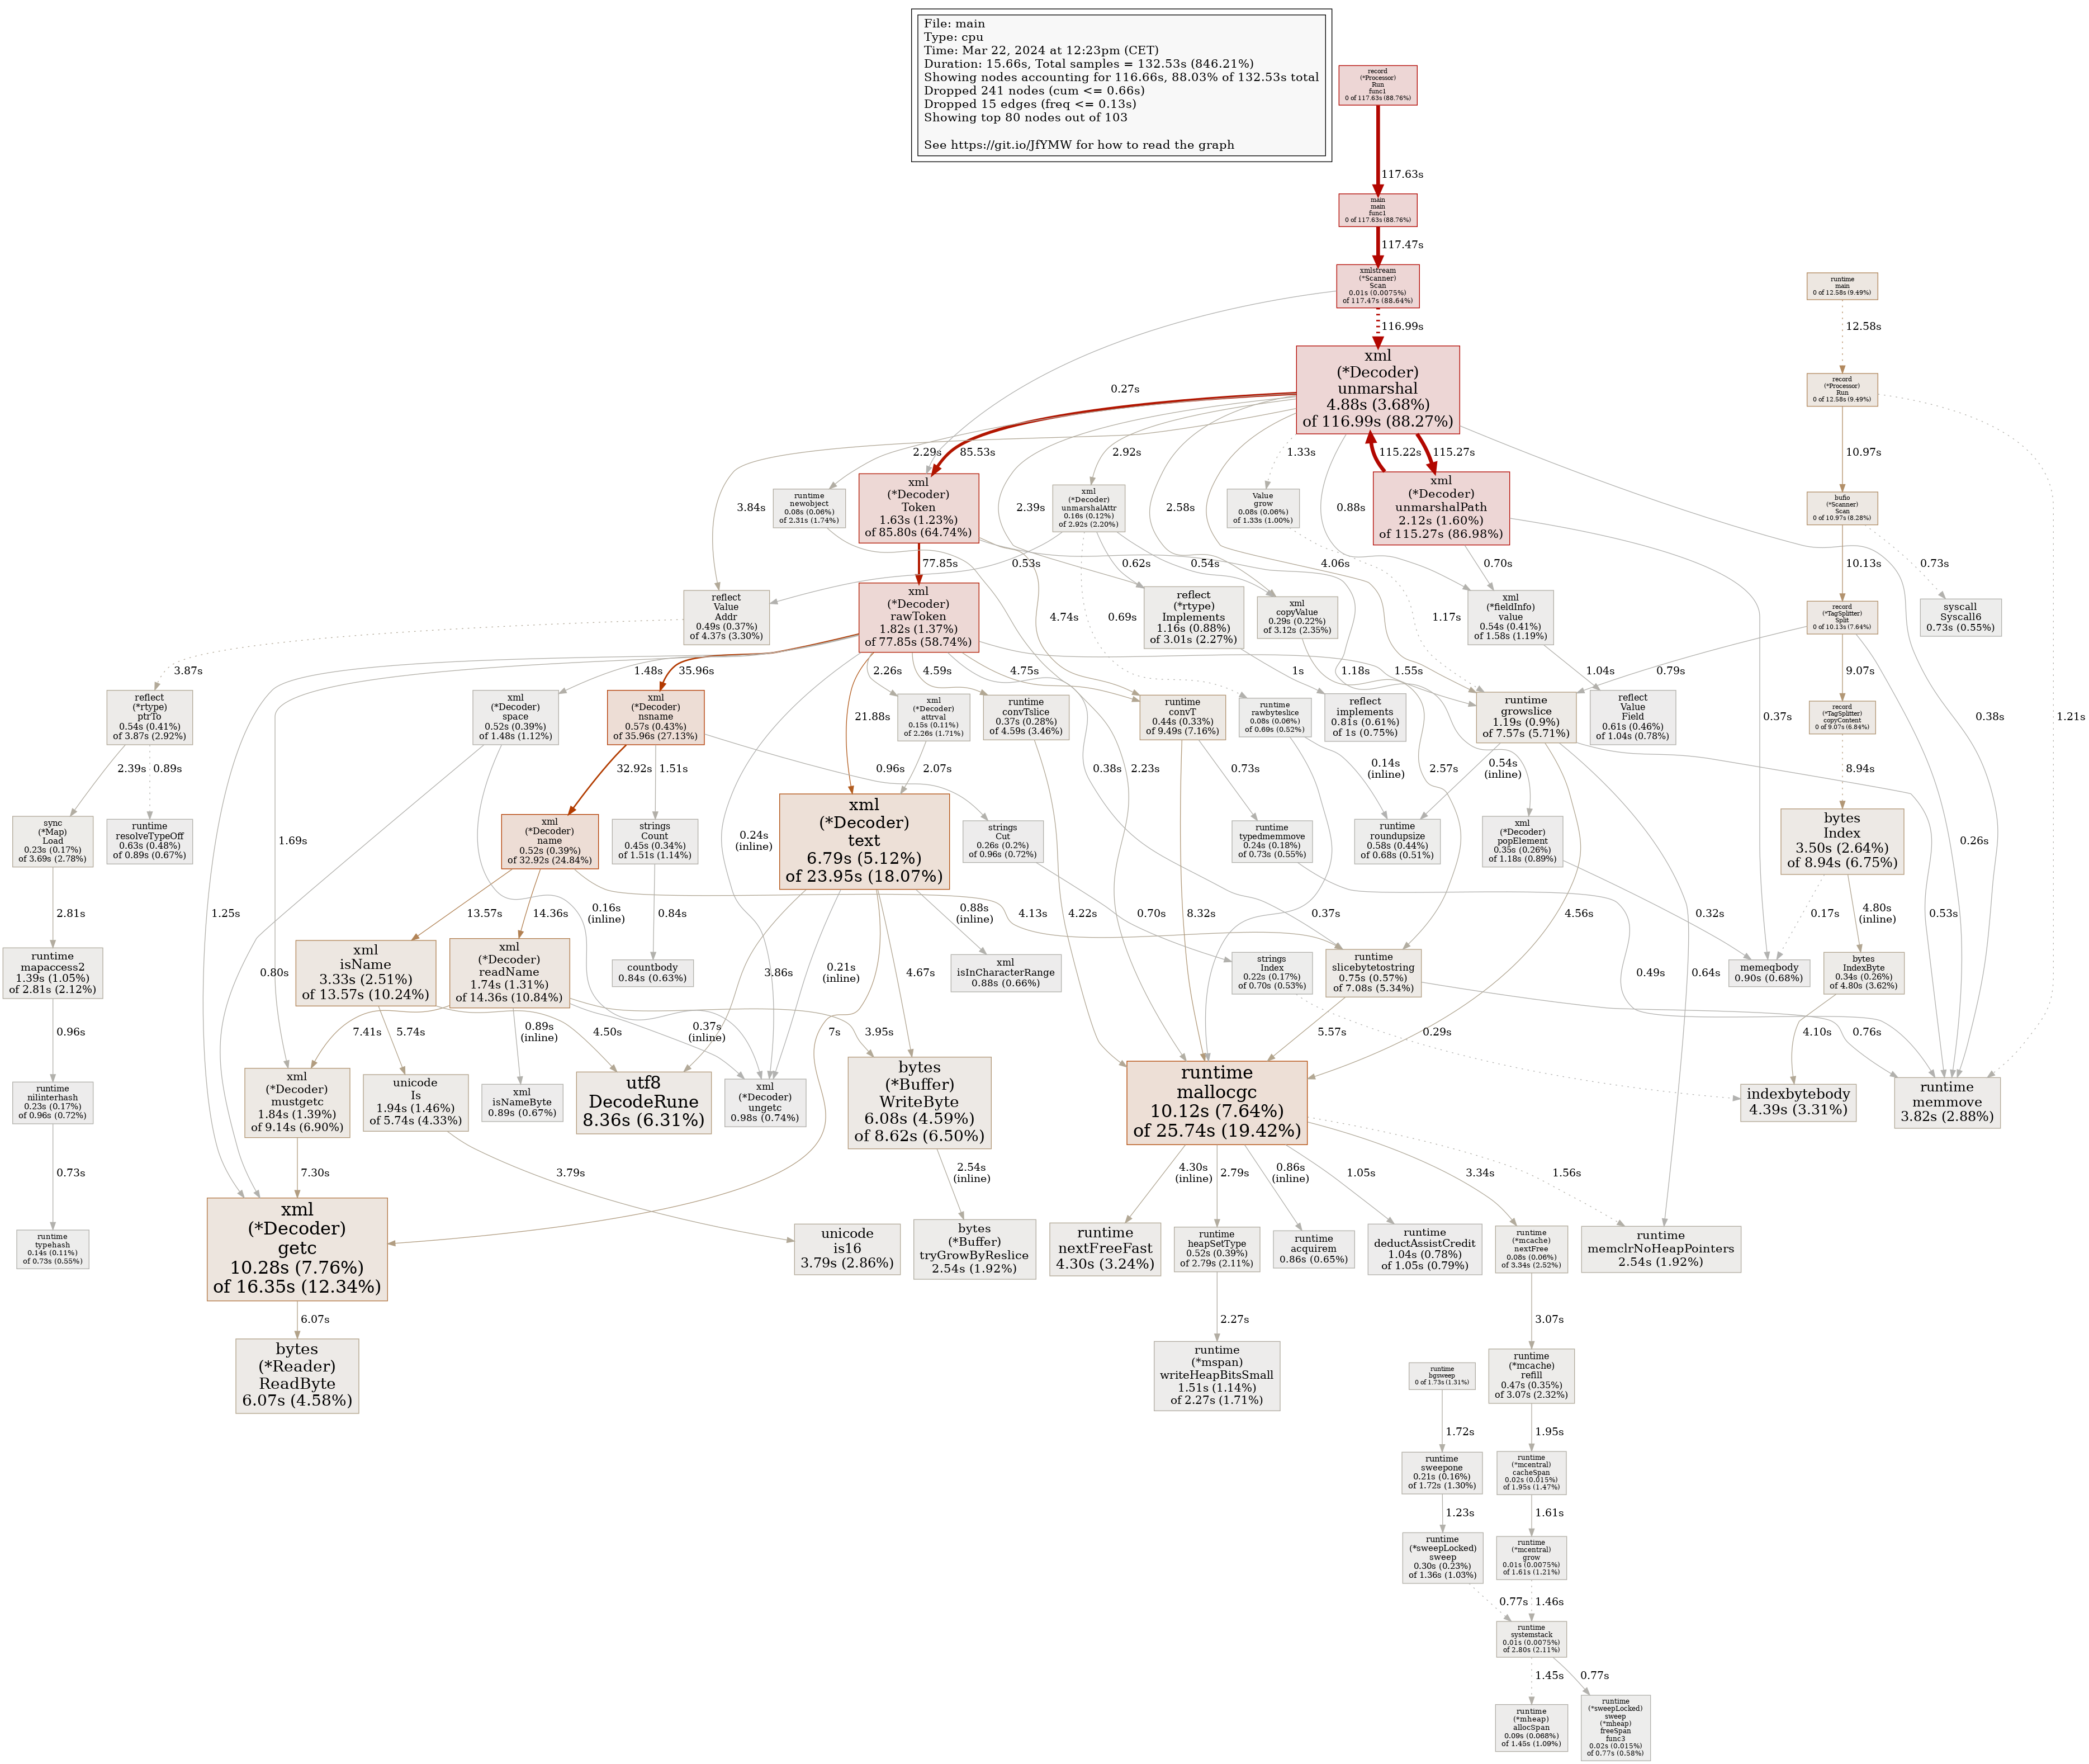 File: main
Type: cpu
Time: Mar 22, 2024 at 12:23pm (CET)
Duration: 15.66s, Total samples = 132.53s (846.21%)
Showing nodes accounting for 116.66s, 88.03% of 132.53s total
Dropped 241 nodes (cum <= 0.66s)
Dropped 15 edges (freq <= 0.13s)
Showing top 80 nodes out of 103
See https://git.io/JfYMW for how to read the graph
record
(*Processor)
Run
func1
0 of 117.63s (88.76%)
117.63s
main
main
func1
0 of 117.63s (88.76%)
117.47s
xmlstream
(*Scanner)
Scan
0.01s (0.0075%)
of 117.47s (88.64%)
runtime
main
0 of 12.58s (9.49%)
0.27s
116.99s
12.58s
xml
(*Decoder)
unmarshal
4.88s (3.68%)
of 116.99s (88.27%)
record
(*Processor)
Run
0 of 12.58s (9.49%)
2.29s
85.53s
2.92s
1.33s
115.22s
115.27s
10.97s
3.84s
2.39s
2.58s
0.88s
4.06s
0.38s
1.21s
runtime
newobject
0.08s (0.06%)
of 2.31s (1.74%)
xml
(*Decoder)
Token
1.63s (1.23%)
of 85.80s (64.74%)
xml
(*Decoder)
unmarshalAttr
0.16s (0.12%)
of 2.92s (2.20%)
Value
grow
0.08s (0.06%)
of 1.33s (1.00%)
xml
(*Decoder)
unmarshalPath
2.12s (1.60%)
of 115.27s (86.98%)
bufio
(*Scanner)
Scan
0 of 10.97s (8.28%)
77.85s
0.53s
0.62s
0.54s
0.70s
10.13s
0.73s
4.74s
0.69s
1.17s
0.37s
reflect
Value
Addr
0.49s (0.37%)
of 4.37s (3.30%)
xml
(*Decoder)
rawToken
1.82s (1.37%)
of 77.85s (58.74%)
reflect
(*rtype)
Implements
1.16s (0.88%)
of 3.01s (2.27%)
xml
copyValue
0.29s (0.22%)
of 3.12s (2.35%)
xml
(*fieldInfo)
value
0.54s (0.41%)
of 1.58s (1.19%)
record
(*TagSplitter)
Split
0 of 10.13s (7.64%)
syscall
Syscall6
0.73s (0.55%)
3.87s
1.48s
35.96s
2.26s
4.59s
4.75s
1s
1.18s
1.55s
1.04s
0.79s
9.07s
21.88s
reflect
(*rtype)
ptrTo
0.54s (0.41%)
of 3.87s (2.92%)
xml
(*Decoder)
space
0.52s (0.39%)
of 1.48s (1.12%)
xml
(*Decoder)
nsname
0.57s (0.43%)
of 35.96s (27.13%)
xml
(*Decoder)
attrval
0.15s (0.11%)
of 2.26s (1.71%)
runtime
convTslice
0.37s (0.28%)
of 4.59s (3.46%)
runtime
convT
0.44s (0.33%)
of 9.49s (7.16%)
runtime
rawbyteslice
0.08s (0.06%)
of 0.69s (0.52%)
reflect
implements
0.81s (0.61%)
of 1s (0.75%)
runtime
growslice
1.19s (0.9%)
of 7.57s (5.71%)
reflect
Value
Field
0.61s (0.46%)
of 1.04s (0.78%)
record
(*TagSplitter)
copyContent
0 of 9.07s (6.84%)
2.39s
0.89s
32.92s
1.51s
0.96s
2.07s
0.38s
2.23s
0.73s
0.14s
(inline)
2.57s
0.54s
(inline)
8.94s
sync
(*Map)
Load
0.23s (0.17%)
of 3.69s (2.78%)
runtime
resolveTypeOff
0.63s (0.48%)
of 0.89s (0.67%)
xml
(*Decoder)
name
0.52s (0.39%)
of 32.92s (24.84%)
strings
Count
0.45s (0.34%)
of 1.51s (1.14%)
xml
(*Decoder)
text
6.79s (5.12%)
of 23.95s (18.07%)
strings
Cut
0.26s (0.2%)
of 0.96s (0.72%)
runtime
typedmemmove
0.24s (0.18%)
of 0.73s (0.55%)
runtime
roundupsize
0.58s (0.44%)
of 0.68s (0.51%)
xml
(*Decoder)
popElement
0.35s (0.26%)
of 1.18s (0.89%)
bytes
Index
3.50s (2.64%)
of 8.94s (6.75%)
1.69s
0.24s
(inline)
0.26s
2.81s
1.25s
13.57s
14.36s
0.16s
(inline)
0.84s
4.13s
0.88s
(inline)
0.70s
4.22s
8.32s
0.37s
4.56s
0.32s
0.17s
4.80s
(inline)
0.53s
runtime
mapaccess2
1.39s (1.05%)
of 2.81s (2.12%)
0.80s
xml
isName
3.33s (2.51%)
of 13.57s (10.24%)
xml
(*Decoder)
readName
1.74s (1.31%)
of 14.36s (10.84%)
countbody
0.84s (0.63%)
3.86s
0.21s
(inline)
4.67s
xml
isInCharacterRange
0.88s (0.66%)
strings
Index
0.22s (0.17%)
of 0.70s (0.53%)
runtime
slicebytetostring
0.75s (0.57%)
of 7.08s (5.34%)
0.49s
0.64s
memeqbody
0.90s (0.68%)
bytes
IndexByte
0.34s (0.26%)
of 4.80s (3.62%)
0.96s
7.41s
5.74s
0.89s
(inline)
4.50s
0.37s
(inline)
7s
3.95s
5.57s
0.29s
0.76s
4.10s
runtime
nilinterhash
0.23s (0.17%)
of 0.96s (0.72%)
xml
(*Decoder)
mustgetc
1.84s (1.39%)
of 9.14s (6.90%)
unicode
Is
1.94s (1.46%)
of 5.74s (4.33%)
xml
isNameByte
0.89s (0.67%)
utf8
DecodeRune
8.36s (6.31%)
xml
(*Decoder)
ungetc
0.98s (0.74%)
bytes
(*Buffer)
WriteByte
6.08s (4.59%)
of 8.62s (6.50%)
runtime
mallocgc
10.12s (7.64%)
of 25.74s (19.42%)
indexbytebody
4.39s (3.31%)
runtime
memmove
3.82s (2.88%)
0.73s
7.30s
3.79s
2.54s
(inline)
4.30s
(inline)
2.79s
0.86s
(inline)
1.05s
3.34s
1.56s
runtime
typehash
0.14s (0.11%)
of 0.73s (0.55%)
xml
(*Decoder)
getc
10.28s (7.76%)
of 16.35s (12.34%)
unicode
is16
3.79s (2.86%)
bytes
(*Buffer)
tryGrowByReslice
2.54s (1.92%)
runtime
nextFreeFast
4.30s (3.24%)
runtime
heapSetType
0.52s (0.39%)
of 2.79s (2.11%)
runtime
acquirem
0.86s (0.65%)
runtime
deductAssistCredit
1.04s (0.78%)
of 1.05s (0.79%)
runtime
(*mcache)
nextFree
0.08s (0.06%)
of 3.34s (2.52%)
runtime
memclrNoHeapPointers
2.54s (1.92%)
6.07s
2.27s
3.07s
bytes
(*Reader)
ReadByte
6.07s (4.58%)
runtime
(*mspan)
writeHeapBitsSmall
1.51s (1.14%)
of 2.27s (1.71%)
runtime
bgsweep
0 of 1.73s (1.31%)
runtime
(*mcache)
refill
0.47s (0.35%)
of 3.07s (2.32%)
1.72s
1.95s
runtime
sweepone
0.21s (0.16%)
of 1.72s (1.30%)
runtime
(*mcentral)
cacheSpan
0.02s (0.015%)
of 1.95s (1.47%)
1.23s
1.61s
runtime
(*sweepLocked)
sweep
0.30s (0.23%)
of 1.36s (1.03%)
runtime
(*mcentral)
grow
0.01s (0.0075%)
of 1.61s (1.21%)
0.77s
1.46s
runtime
systemstack
0.01s (0.0075%)
of 2.80s (2.11%)
1.45s
0.77s
runtime
(*mheap)
allocSpan
0.09s (0.068%)
of 1.45s (1.09%)
runtime
(*sweepLocked)
sweep
(*mheap)
freeSpan
func3
0.02s (0.015%)
of 0.77s (0.58%)